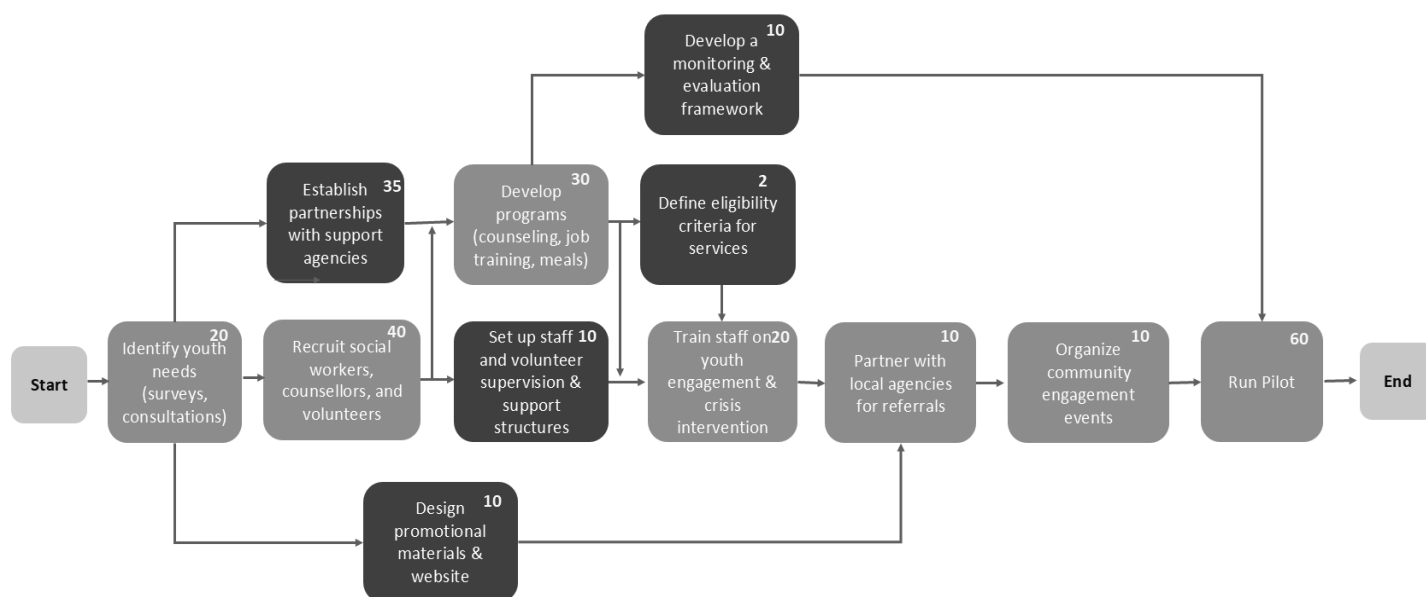 Develop a 10
monitoring &
evaluation
framework
Establish 35
partnerships
with support
agencies
Develop 30
programs
(counseling, job
training, meals)
2
Define eligibility
criteria for
services
Start
20
Identify youth
needs
(surveys,
consultations)
40
Recruit social
workers,
counsellors, and
volunteers
Set up staff 10
and volunteer
supervision &
support
structures
Train staff on 20
youth
engagement &
crisis
intervention
10
Partner with
local agencies
for referrals
10
Organize
community
engagement
events
60
Run Pilot
End
Design 10
promotional
materials &
website